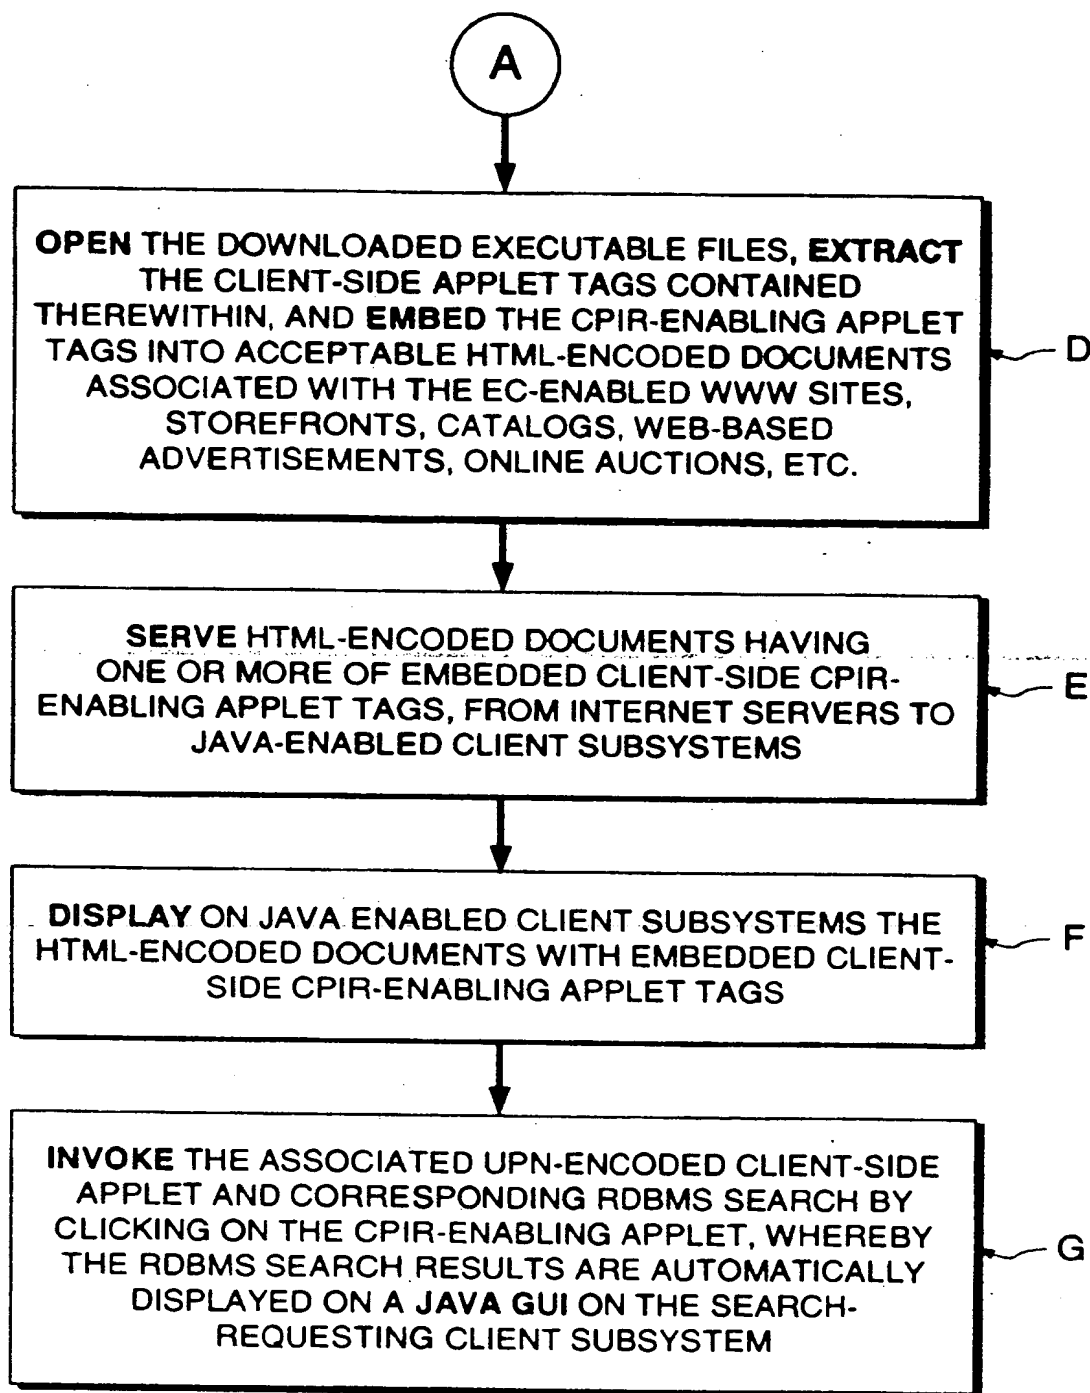 A
OPEN THE DOWNLOADED EXECUTABLE FILES, EXTRACT
THE CLIENT-SIDE APPLET TAGS CONTAINED
THEREWITHIN, AND EMBED THE CPIR-ENABLING APPLET
TAGS INTO ACCEPTABLE HTML-ENCODED DOCUMENTS
ASSOCIATED WITH THE EC-ENABLED WWW SITES,
STOREFRONTS, CATALOGS, WEB-BASED
ADVERTISEMENTS, ONLINE AUCTIONS, ETC.
D
SERVE HTML-ENCODED DOCUMENTS HAVING
ONE OR MORE OF EMBEDDED CLIENT-SIDE CPIR-
ENABLING APPLET TAGS, FROM INTERNET SERVERS TO
JAVA-ENABLED CLIENT SUBSYSTEMS
E
DISPLAY ON JAVA ENABLED CLIENT SUBSYSTEMS THE
HTML-ENCODED DOCUMENTS WITH EMBEDDED CLIENT-
SIDE CPIR-ENABLING APPLET TAGS
F
INVOKE THE ASSOCIATED UPN-ENCODED CLIENT-SIDE
APPLET AND CORRESPONDING RDBMS SEARCH BY
CLICKING ON THE CPIR-ENABLING APPLET, WHEREBY
THE RDBMS SEARCH RESULTS ARE AUTOMATICALLY
DISPLAYED ON A JAVA GUI ON THE SEARCH-
REQUESTING CLIENT SUBSYSTEM
G